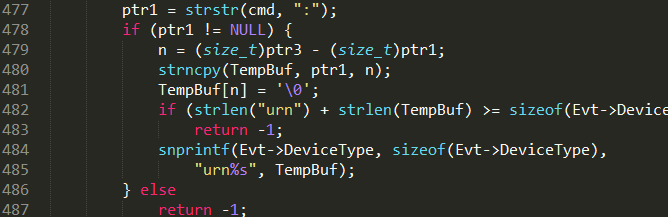 477 ptr1 = strstr(cmd, ":");
478 if (ptr1 != NULL) {
479 n = (size_t)ptr3 - (size_t)ptr1;
480 strncpy(TempBuf, ptr1, n);
481 TempBuf[n] = '\0';
482 if (strlen("urn") + strlen(TempBuf) >= sizeof(Evt->Device
483 return -1;
484 snprintf(Evt->DeviceType, sizeof(Evt->DeviceType),
485 "urn%s", TempBuf);
486 } else
487 return -1;